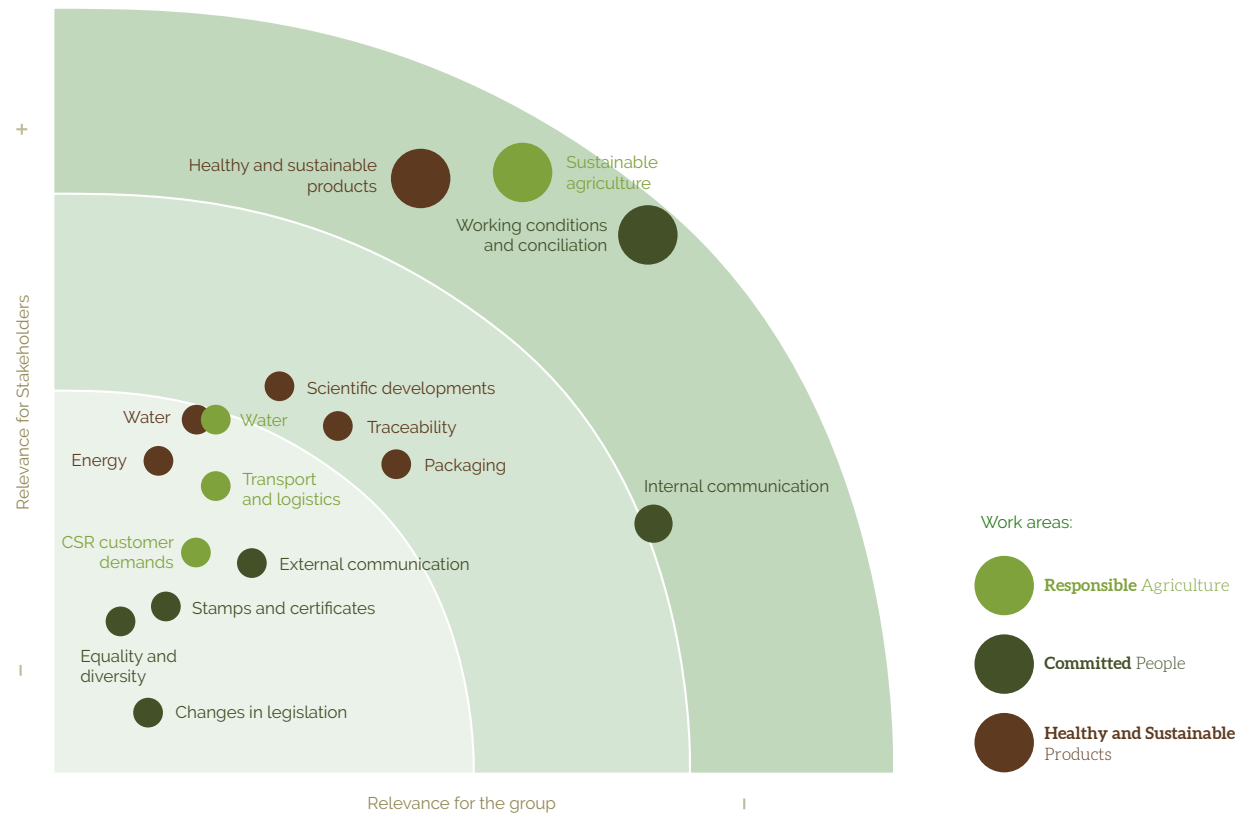 +
Relevance for Stakeholders
–
Healthy and sustainable
products
Sustainable
agriculture
Working conditions
and conciliation
Scientific developments
Water
Water
Traceability
Energy
Packaging
Transport
and logistics
Internal communication
CSR customer
demands
External communication
Stamps and certificates
Equality and
diversity
Changes in legislation
Relevance for the group
–
Work areas:
Responsible Agriculture
Committed People
Healthy and Sustainable
Products